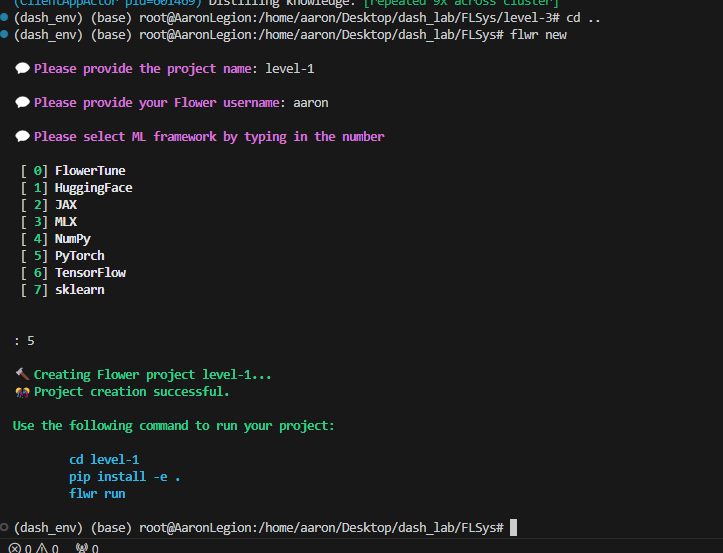 (ClientAppActor pid=601469) Distilling knowledge. [repeated 9x across cluster]
(dash_env) (base) root@AaronLegion:/home/aaron/Desktop/dash_lab/FLSys/level-3# cd ..
(dash_env) (base) root@AaronLegion:/home/aaron/Desktop/dash_lab/FLSys# flwr new
Please provide the project name: level-1
Please provide your Flower username: aaron
Please select ML framework by typing in the number
[ 0] FlowerTune
[ 1] HuggingFace
[ 2] JAX
[ 3] MLX
[ 4] NumPy
[ 5] PyTorch
[ 6] TensorFlow
[ 7] sklearn
: 5
Creating Flower project level-1...
Project creation successful.
Use the following command to run your project:
cd level-1
pip install -e .
flwr run
(dash_env) (base) root@AaronLegion:/home/aaron/Desktop/dash_lab/FLSys#
0 0 0